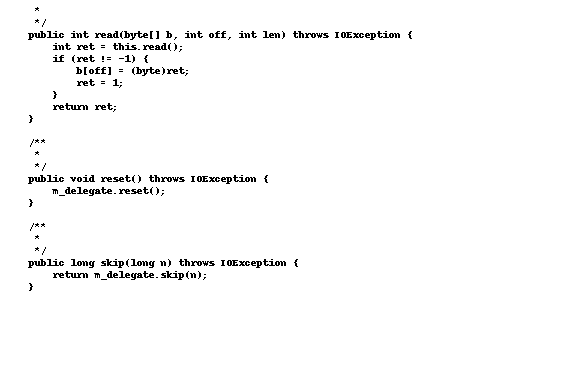 *
 */
public int read(byte[] b, int off, int len) throws IOException {
    int ret = this.read();
    if (ret != -1) {
        b[off] = (byte)ret;
        ret = 1;
    }
    return ret;
}

/**
 *
 */
public void reset() throws IOException {
    m_delegate.reset();
}

/**
 *
 */
public long skip(long n) throws IOException {
    return m_delegate.skip(n);
}